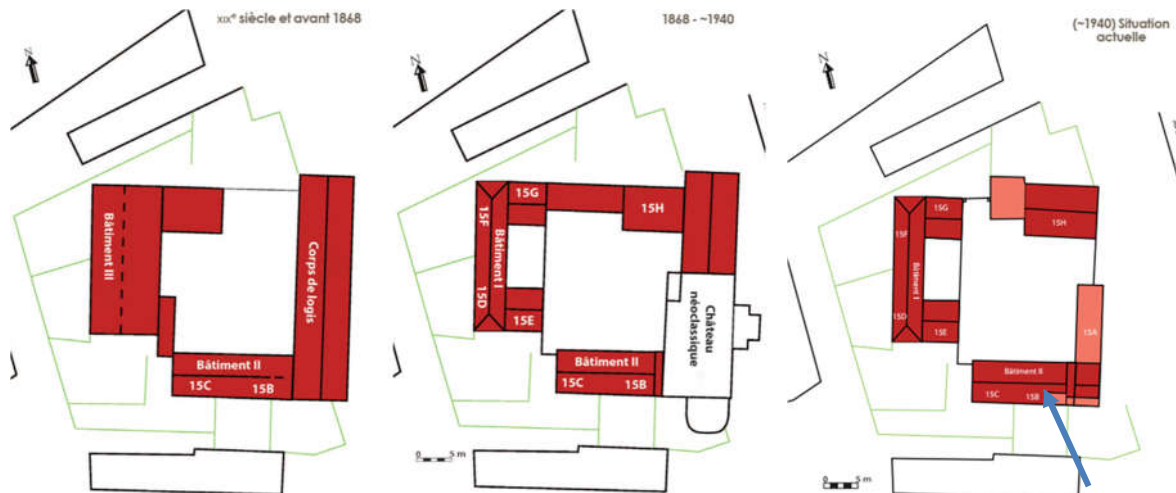 XIXe siècle et avant 1868
N
Bâtiment III
Corps de logis
Bâtiment II
15C
15B
0 5 m
1868 - ~1940
N
15G
15H
15F
Bâtiment I
15D
15E
Château
néoclassique
Bâtiment II
15C
15B
0 5 m
(~1940) Situation
actuelle
N
15G
15H
15F
Bâtiment I
15D
15E
15A
Bâtiment II
15C
15B
0 5 m